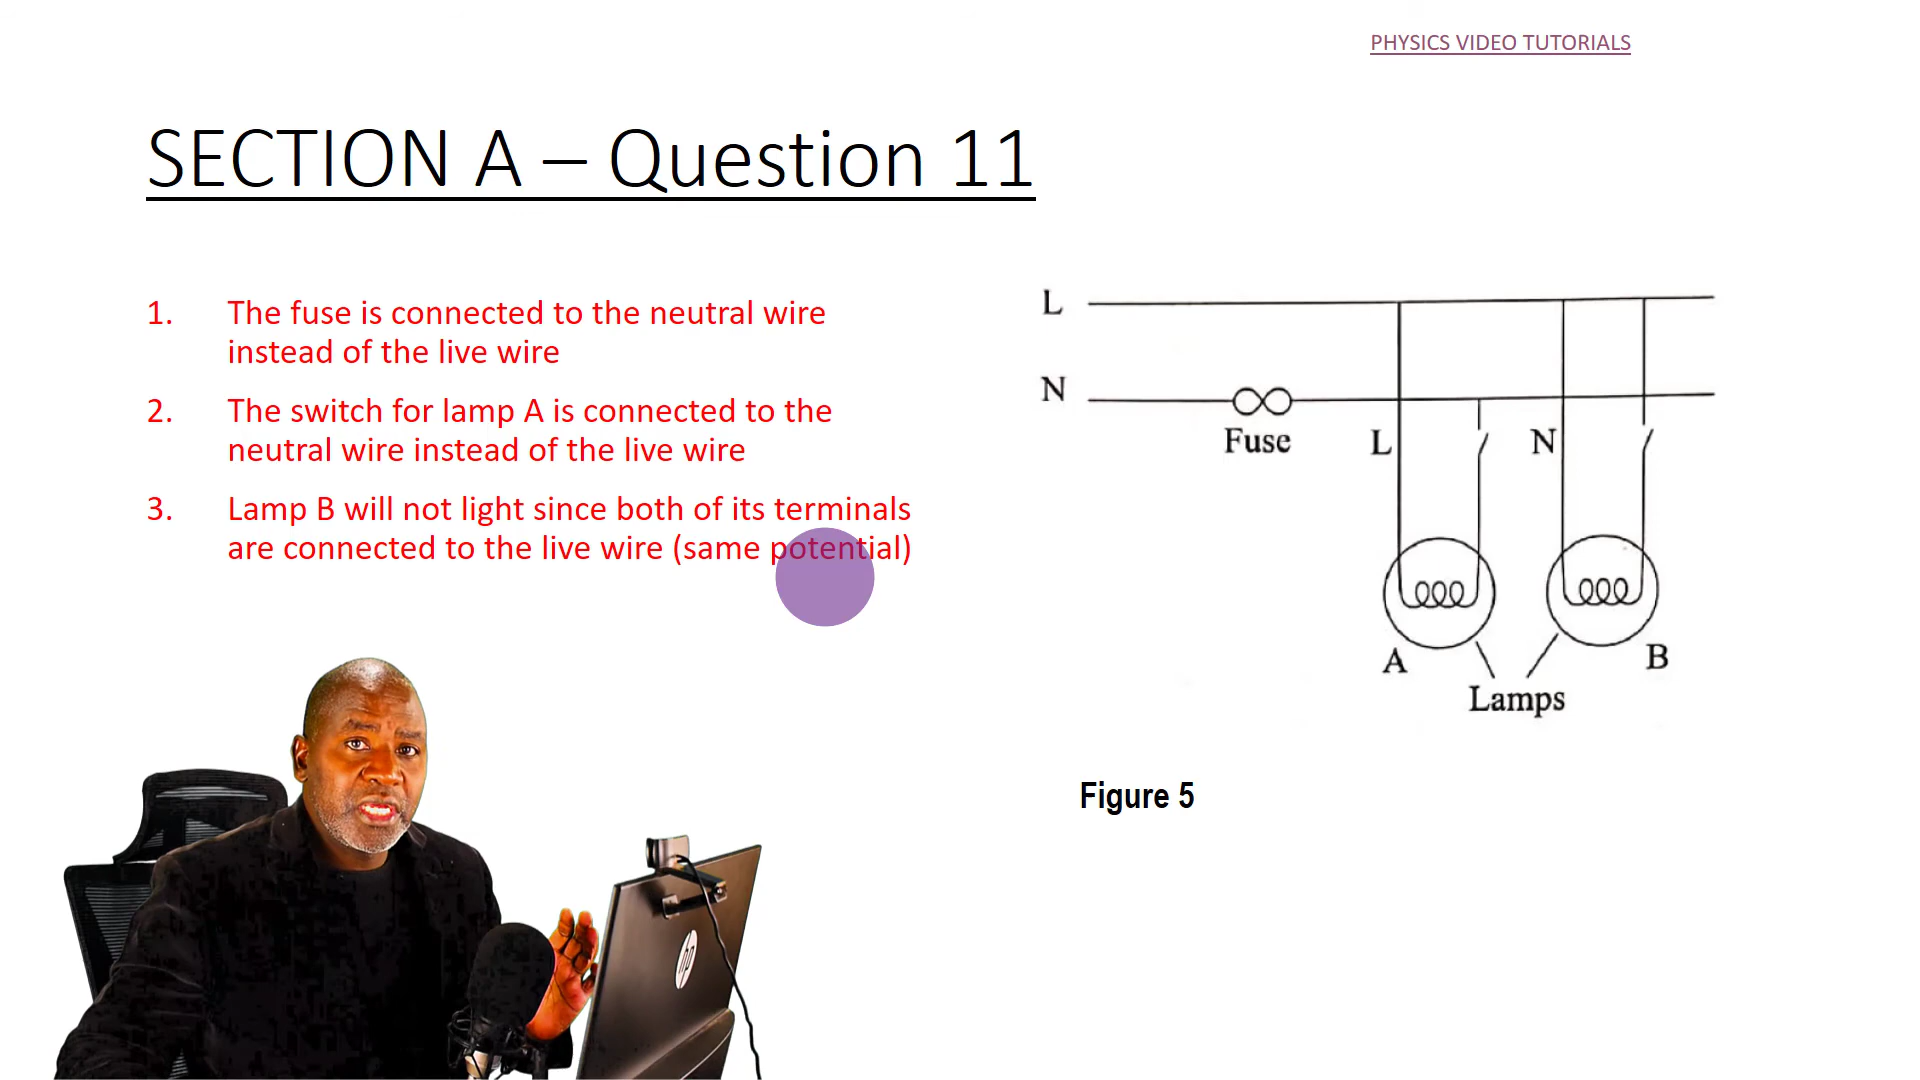 PHYSICS VIDEO TUTORIALS
SECTION A – Question 11
1. The fuse is connected to the neutral wire
instead of the live wire
2. The switch for lamp A is connected to the
neutral wire instead of the live wire
3. Lamp B will not light since both of its terminals
are connected to the live wire (same potential)
L
N
Fuse
L
N
A
B
Lamps
Figure 5
hp